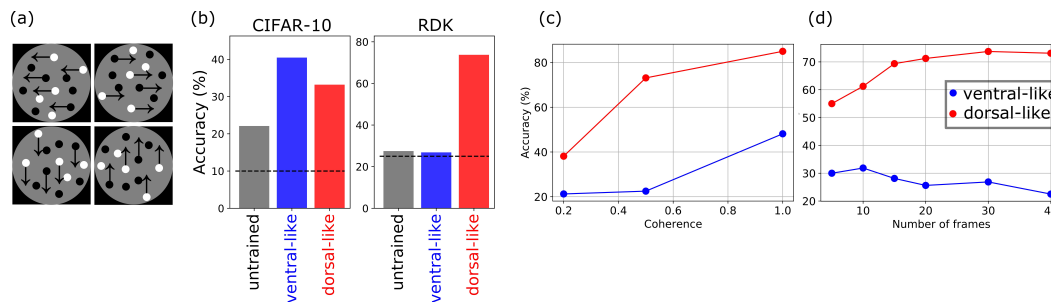 (a)
(b)
CIFAR-10
RDK
Accuracy (%)
40
30
20
10
0
80
60
40
20
0
untrained
ventral-like
dorsal-like
untrained
ventral-like
dorsal-like
(c)
Accuracy (%)
80
60
40
20
0.2
0.4
0.6
0.8
1.0
Coherence
(d)
70
60
50
40
30
20
10
20
30
4
Number of frames
ventral-like
dorsal-like